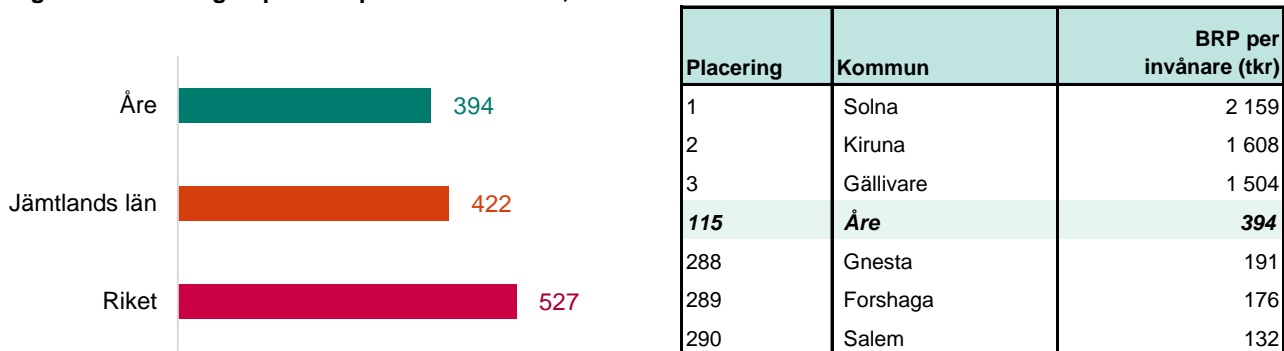 Åre 394
Jämtlands län 422
Riket 527
Placering Kommun BRP per invånare (tkr)
1 Solna 2 159
2 Kiruna 1 608
3 Gällivare 1 504
115 Åre 394
288 Gnesta 191
289 Forshaga 176
290 Salem 132